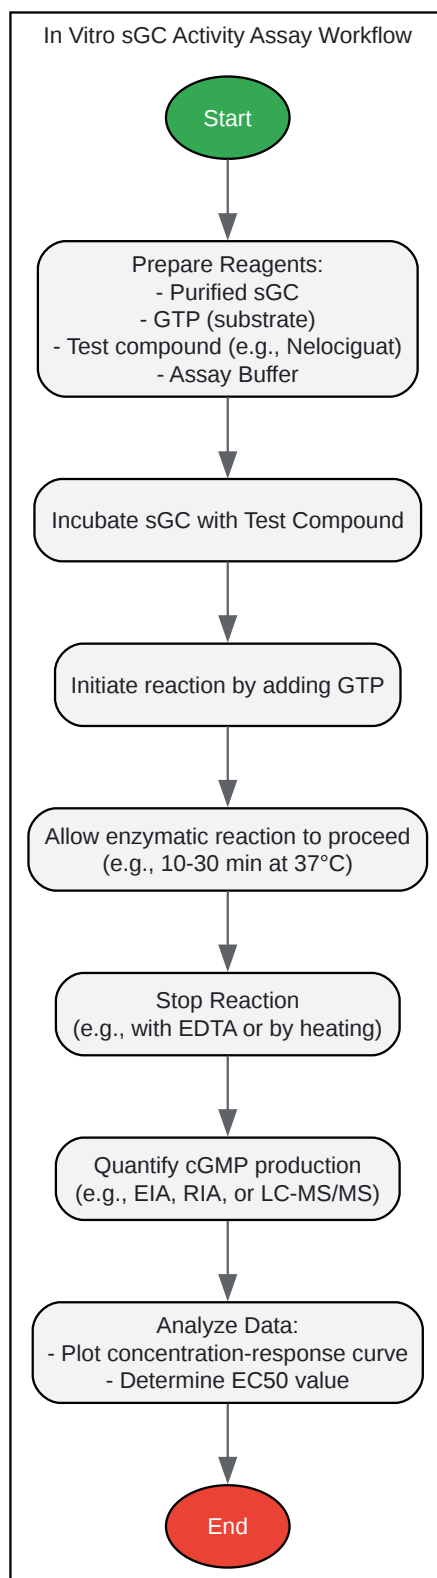 In Vitro sGC Activity Assay Workflow
Start
Prepare Reagents:
- Purified sGC
- GTP (substrate)
- Test compound (e.g., Nelociguat)
- Assay Buffer
Incubate sGC with Test Compound
Initiate reaction by adding GTP
Allow enzymatic reaction to proceed
(e.g., 10-30 min at 37°C)
Stop Reaction
(e.g., with EDTA or by heating)
Quantify cGMP production
(e.g., EIA, RIA, or LC-MS/MS)
Analyze Data:
- Plot concentration-response curve
- Determine EC50 value
End